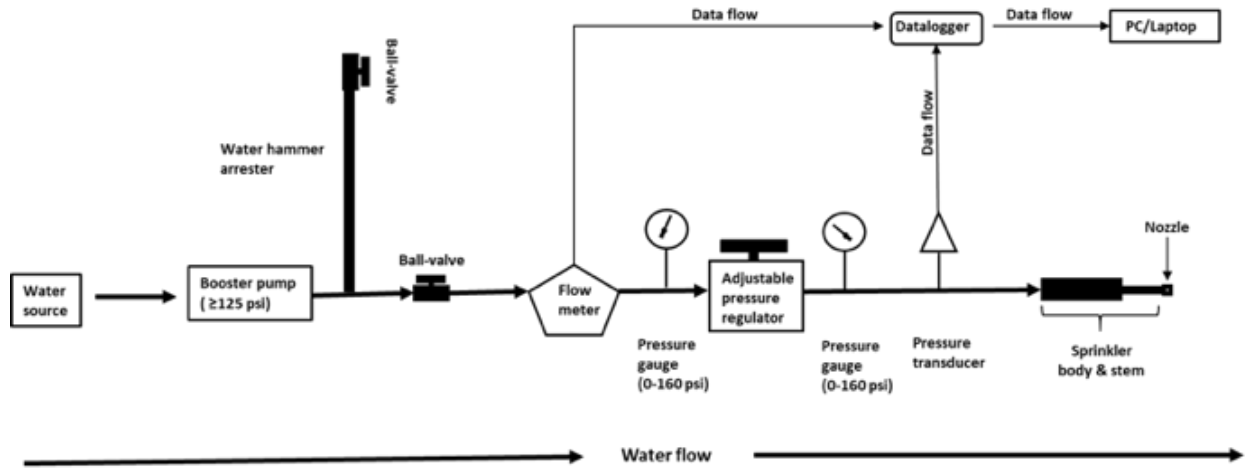 Data flow
Data flow
Datalogger
PC/Laptop
Ball-valve
Data flow
Water hammer
arrester
Nozzle
Ball-valve
Water
source
Booster pump
( ≥125 psi)
Flow
meter
Adjustable
pressure
regulator
Pressure
gauge
(0-160 psi)
Pressure
gauge
(0-160 psi)
Pressure
transducer
Sprinkler
body & stem
Water flow